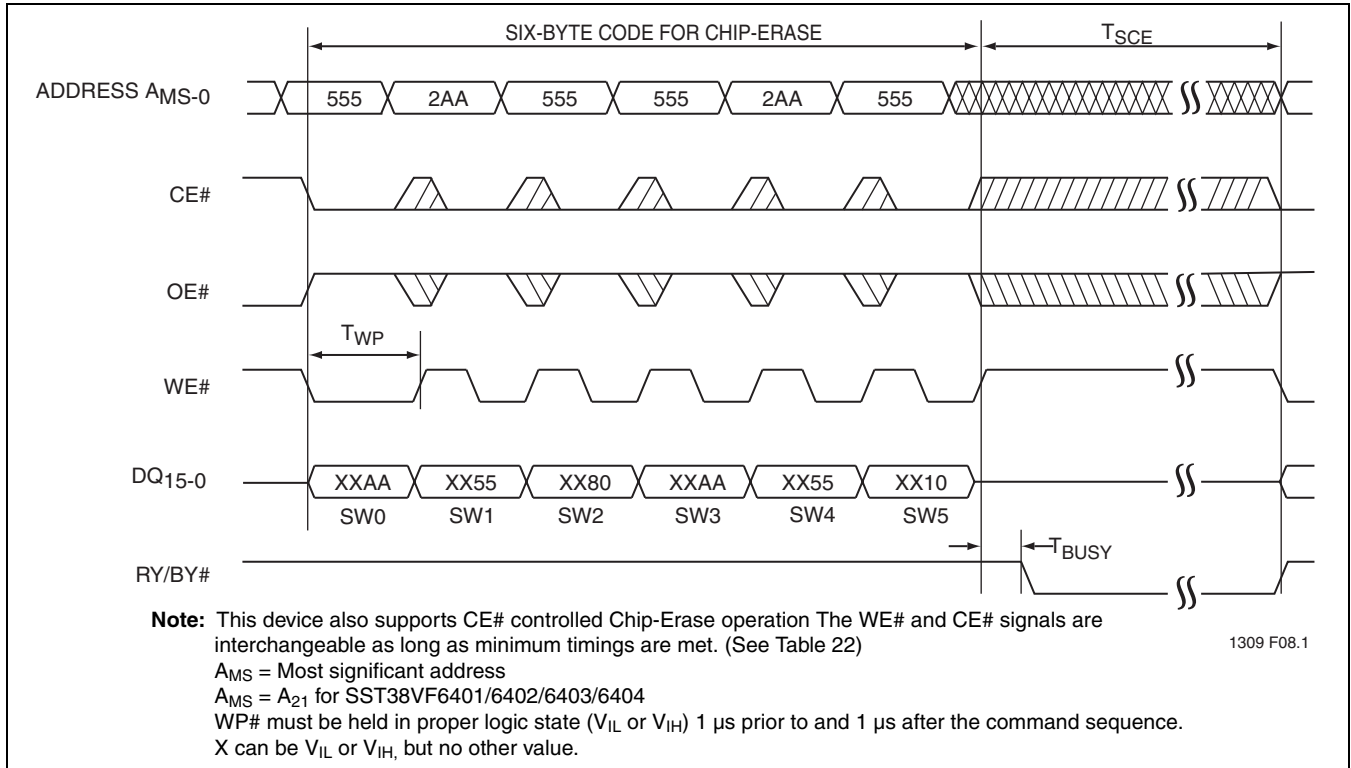 SIX-BYTE CODE FOR CHIP-ERASE TSCE
ADDRESS AMS-0 555 2AA 555 555 2AA 555
CE#
OE#
TWP
WE#
DQ15-0 XXAA XX55 XX80 XXAA XX55 XX10
SW0 SW1 SW2 SW3 SW4 SW5
TBUSY
RY/BY#
Note: This device also supports CE# controlled Chip-Erase operation The WE# and CE# signals are
interchangeable as long as minimum timings are met. (See Table 22)
1309 F08.1
AMS = Most significant address
AMS = A21 for SST38VF6401/6402/6403/6404
WP# must be held in proper logic state (VIL or VIH) 1 µs prior to and 1 µs after the command sequence.
X can be VIL or VIH, but no other value.